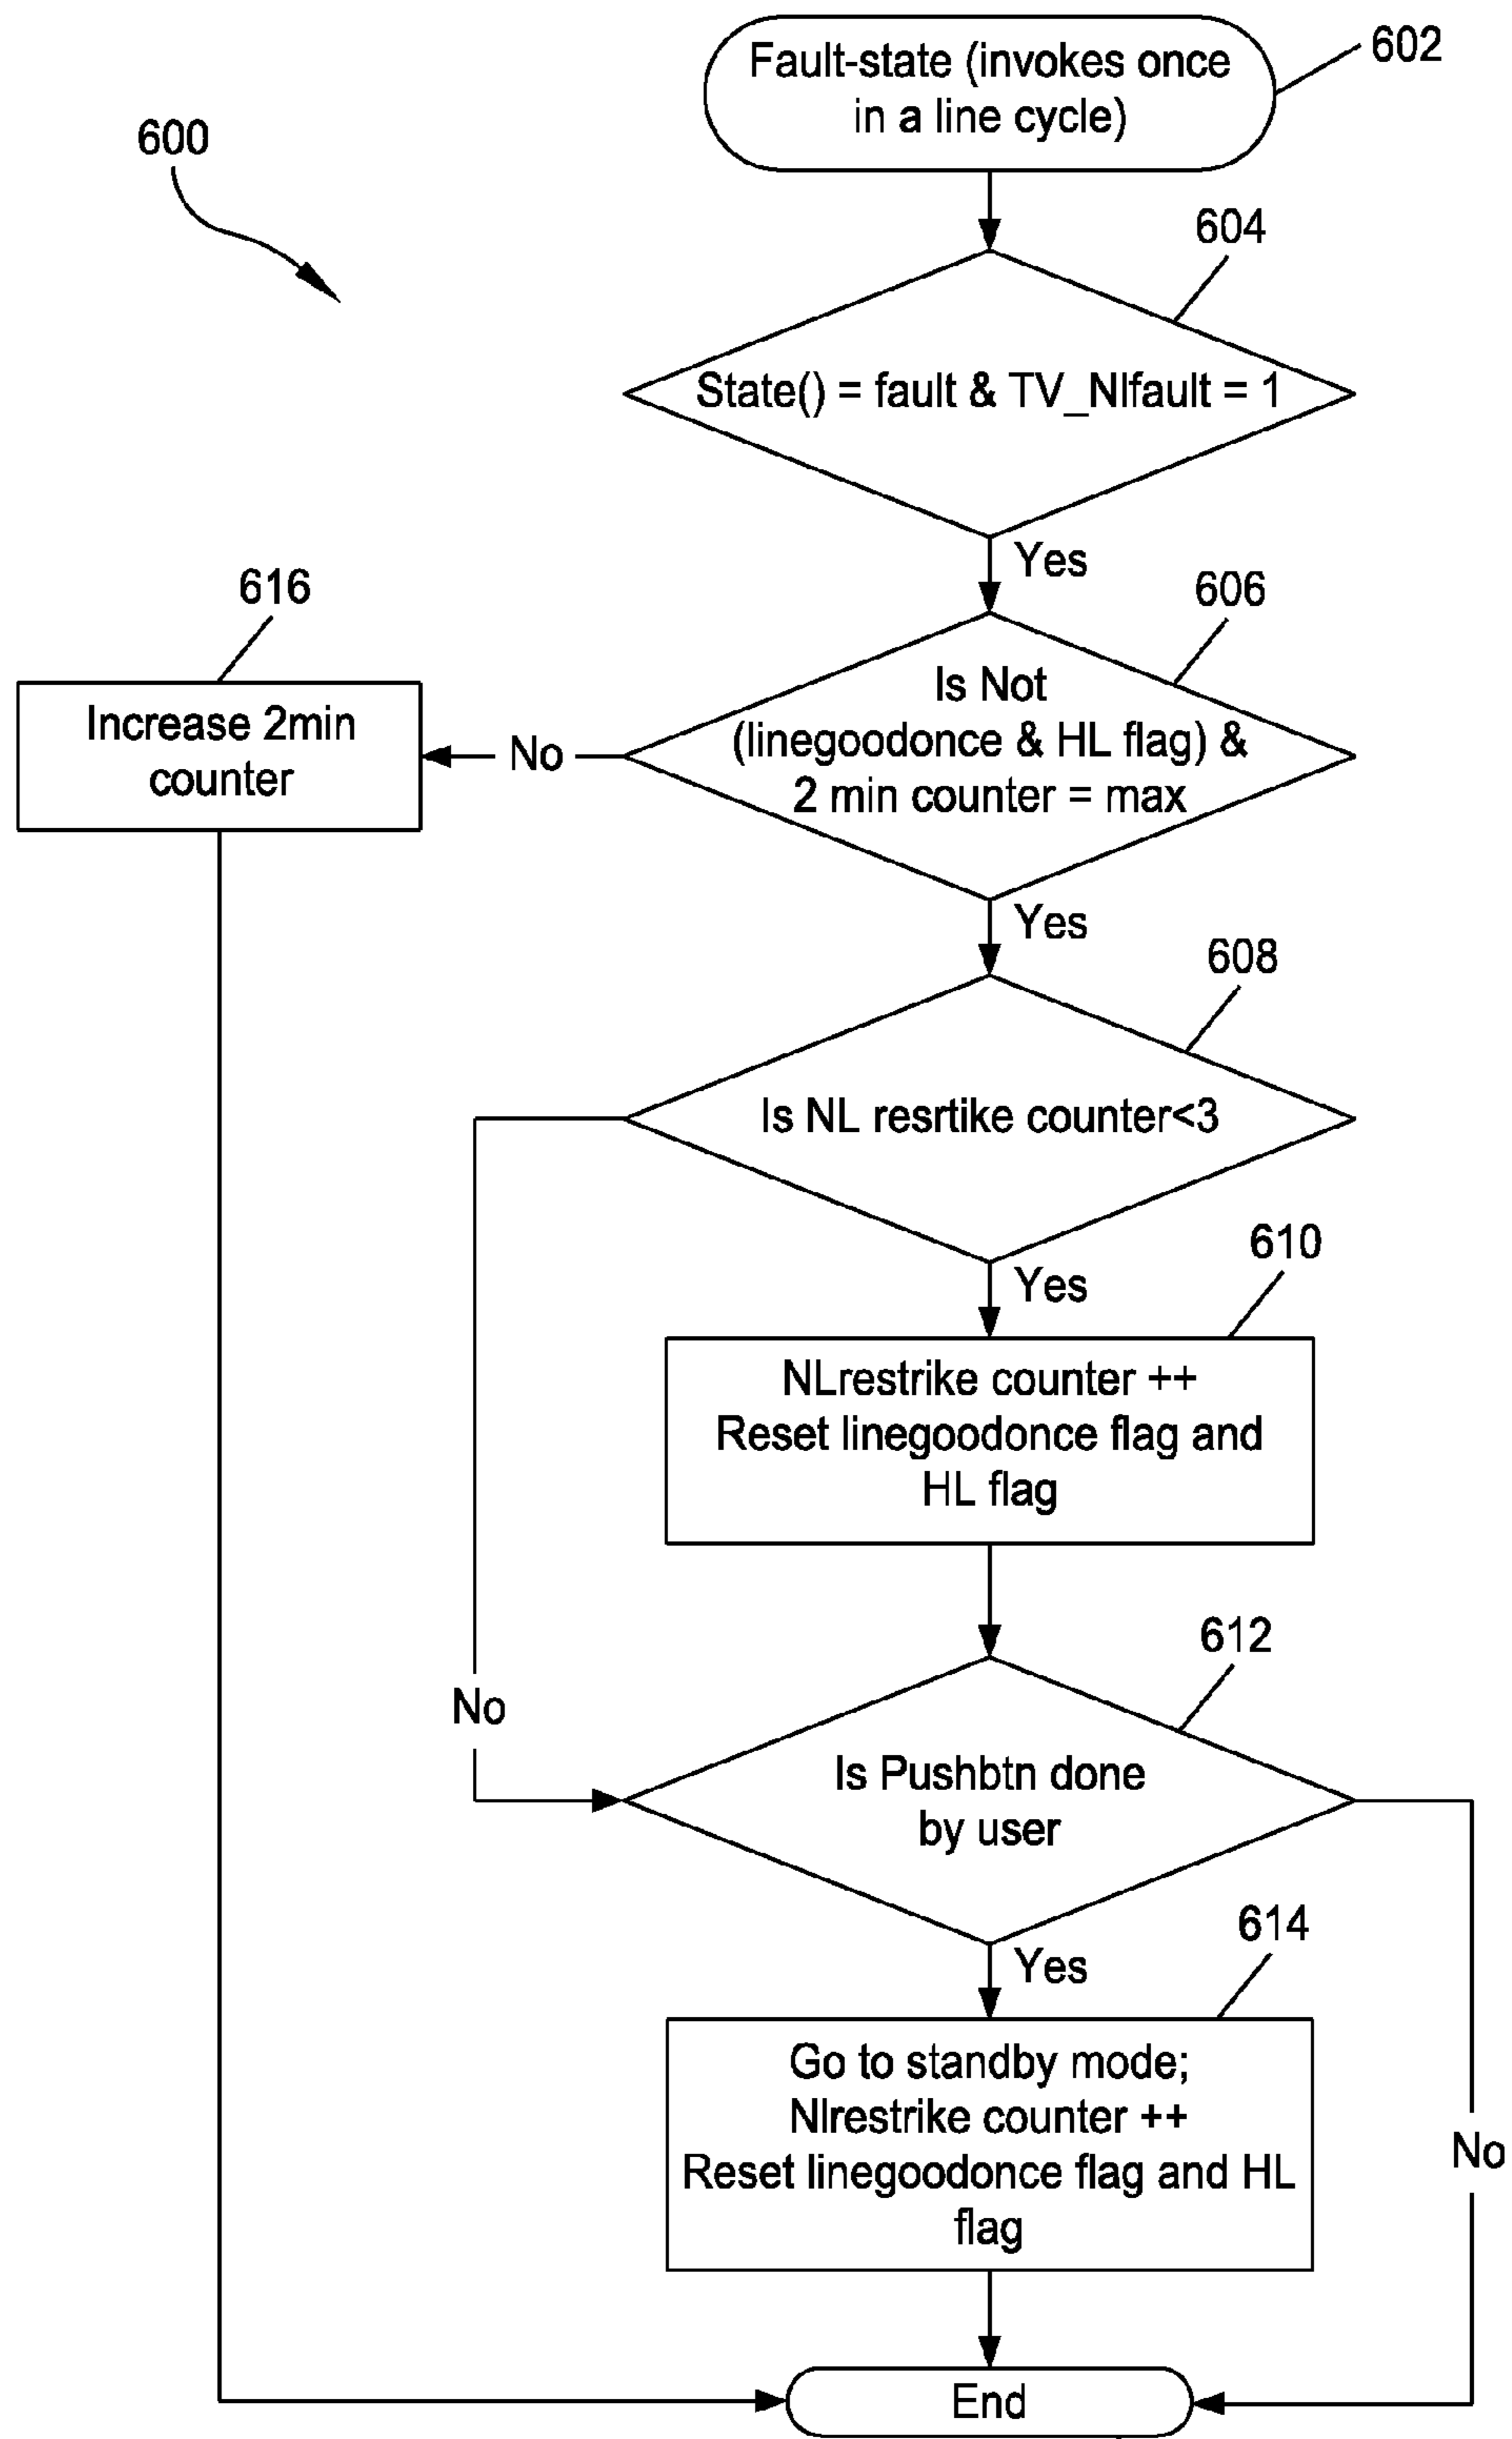 Fault-state (invokes once
in a line cycle)
602
600
604
State() = fault & TV_Nlfault = 1
Yes
616
606
Increase 2min
counter
No
Is Not
(linegoodonce & HL flag) &
2 min counter = max
Yes
608
Is NL resrtike counter<3
610
Yes
NLrestrike counter ++
Reset linegoodonce flag and
HL flag
612
No
Is Pushbtn done
by user
614
Yes
Go to standby mode;
Nlrestrike counter ++
Reset linegoodonce flag and HL
flag
No
End